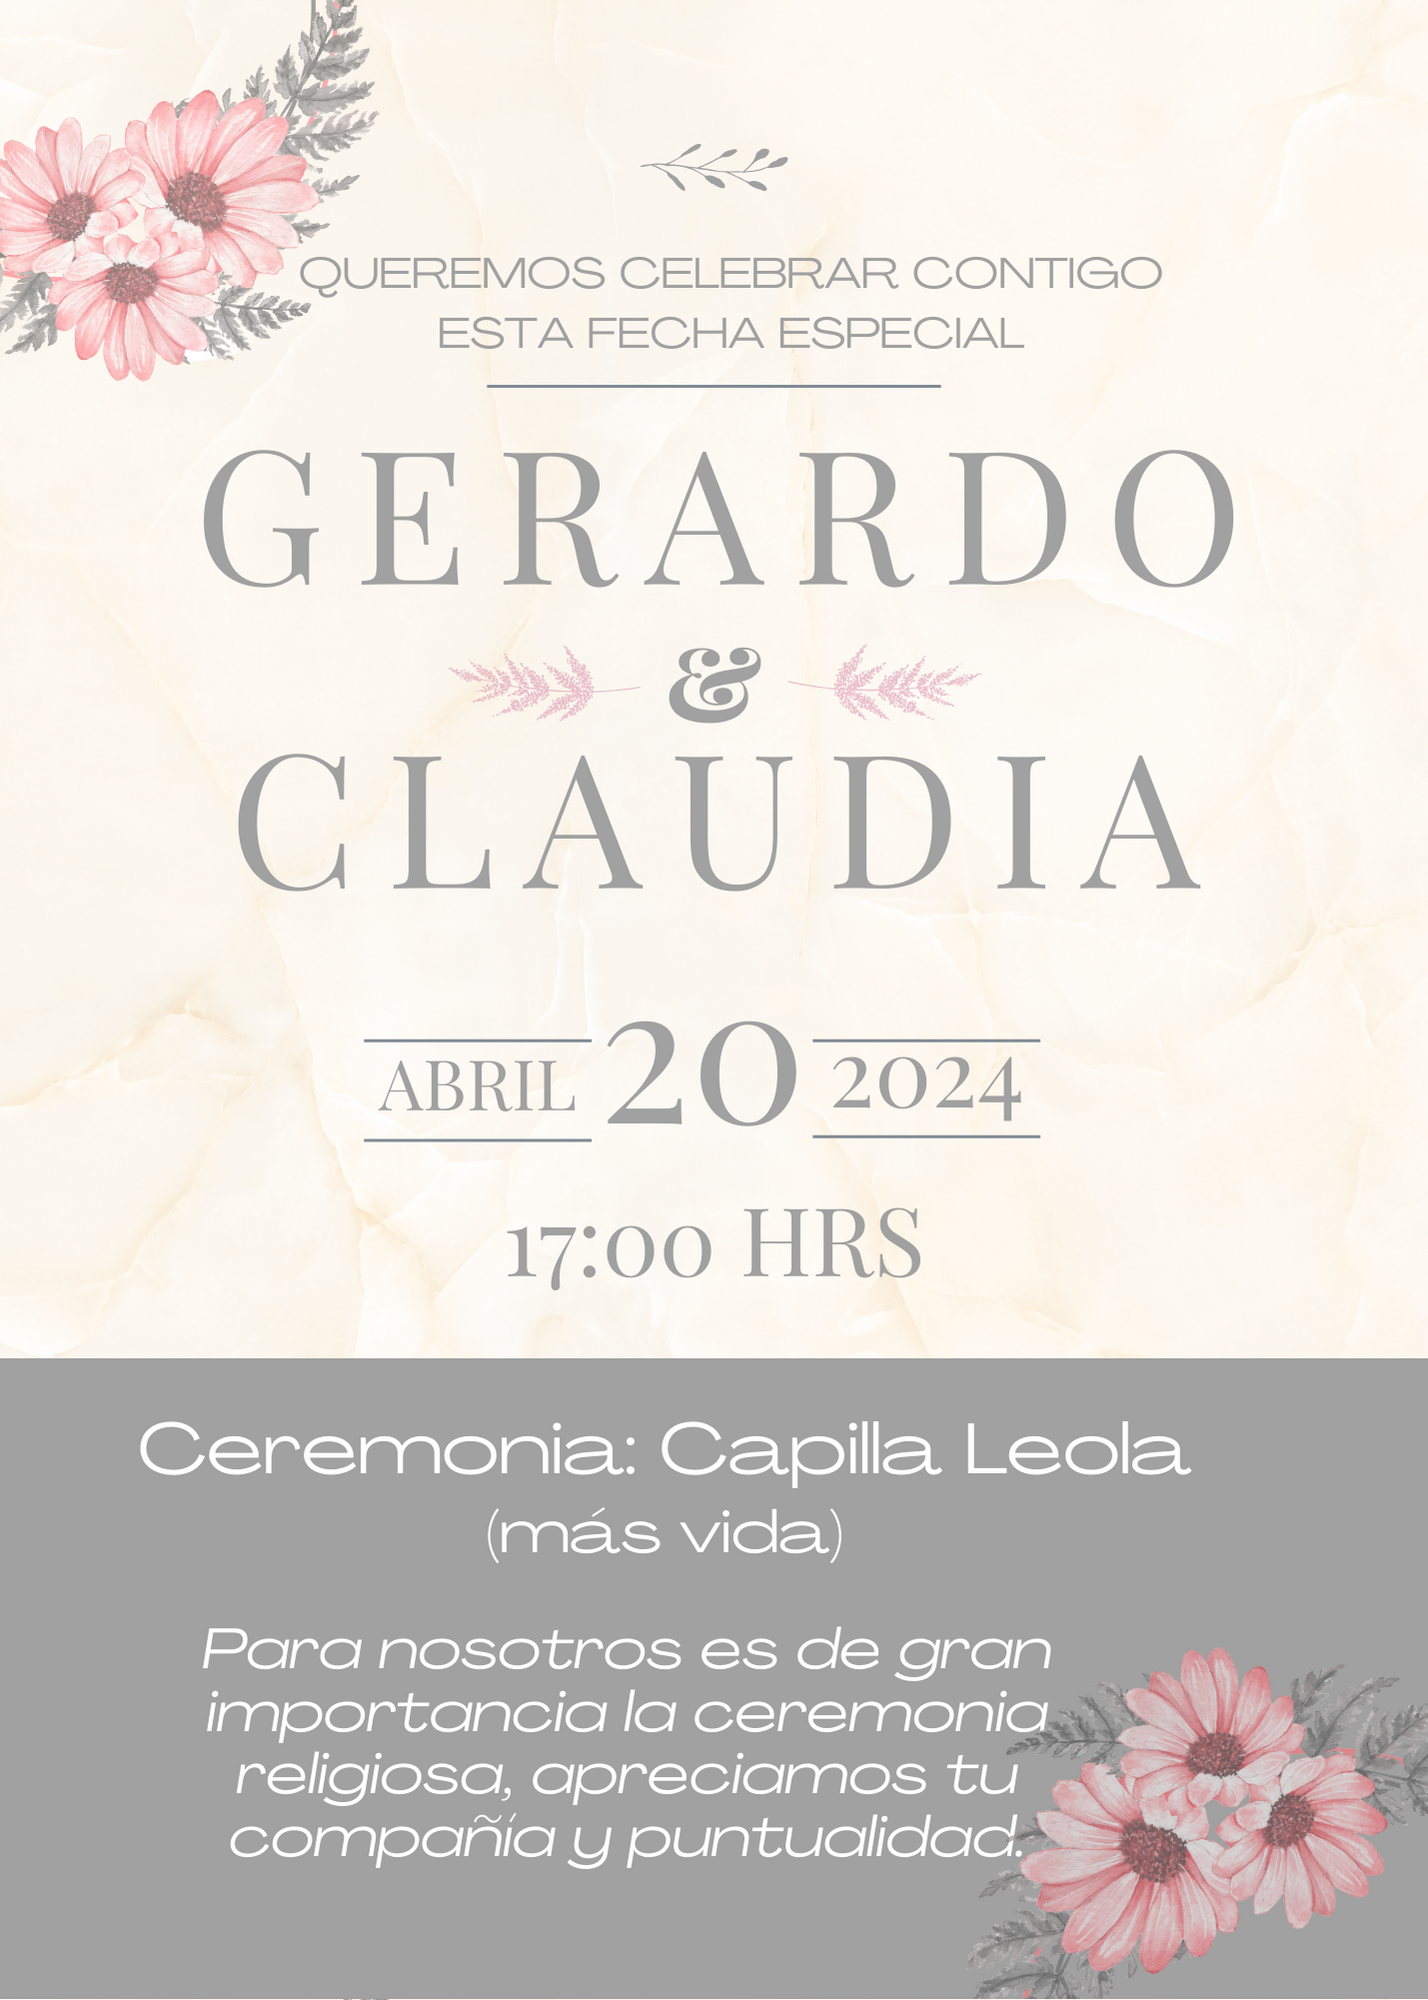 QUEREMOS CELEBRAR CONTIGO
ESTA FECHA ESPECIAL
GERARDO
&
CLAUDIA
ABRIL 20 2024
17:00 HRS
Ceremonia: Capilla Leola
(más vida)
Para nosotros es de gran
importancia la ceremonia
religiosa, apreciamos tu
compañía y puntualidad.